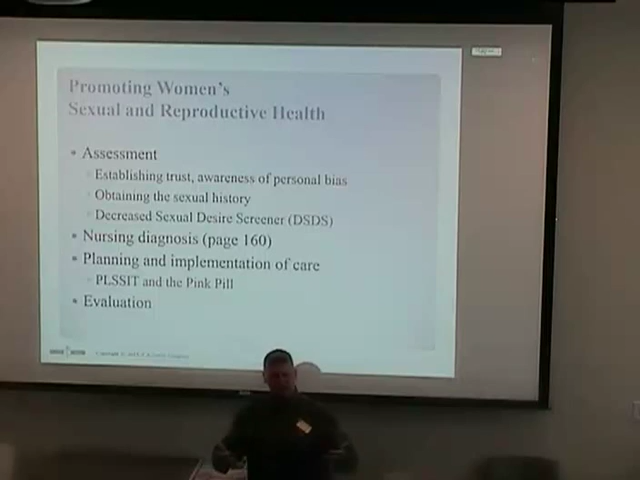 Promoting Women's
Sexual and Reproductive Health
• Assessment
Establishing trust, awareness of personal bias
Obtaining the sexual history
Decreased Sexual Desire Screener (DSDS)
• Nursing diagnosis (page 160)
• Planning and implementation of care
PLSSIT and the Pink Pill
• Evaluation